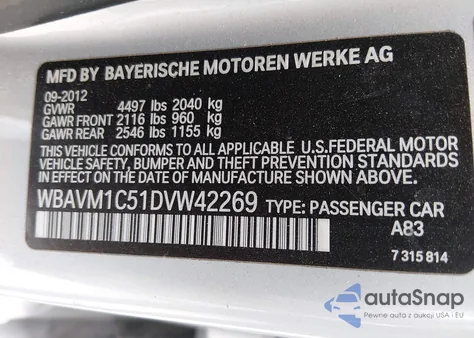 MFD BY BAYERISCHE MOTOREN WERKE AG
09-2012
GVWR 4497 lbs 2040 kg
GAWR FRONT 2116 lbs 960 kg
GAWR REAR 2546 lbs 1155 kg
THIS VEHICLE CONFORMS TO ALL APPLICABLE U.S.FEDERAL MOTOR
VEHICLE SAFETY, BUMPER AND THEFT PREVENTION STANDARDS
IN EFFECT ON THE DATE OF MANUFACTURE SHOWN ABOVE.
WBAVM1C51DVW42269 TYPE: PASSENGER CAR
A83
7 315 814
autoSnap
Pewne auta z aukcji USA i EU